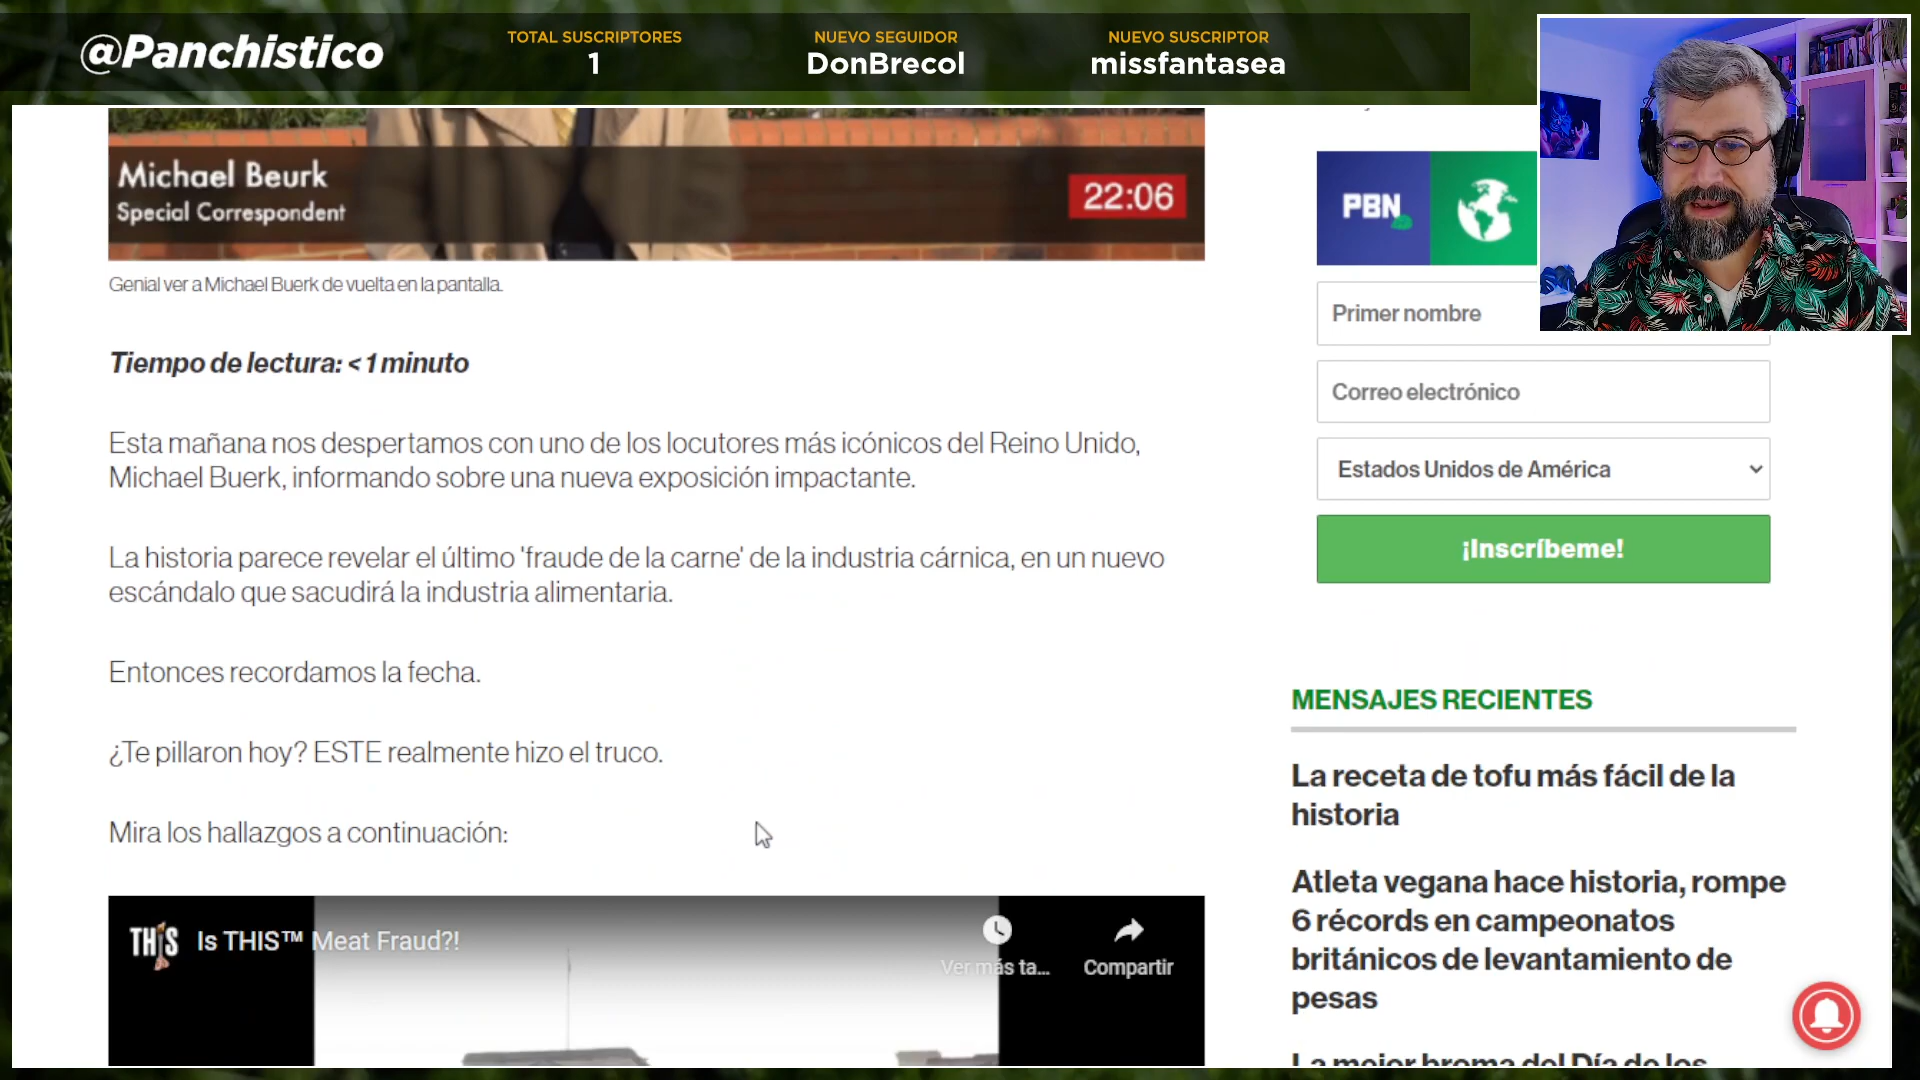 @Panchistico
TOTAL SUSCRIPTORES
1
NUEVO SEGUIDOR
DonBrecol
NUEVO SUSCRIPTOR
missfantasea
Michael Beurk
Special Correspondent
22:06
Genial ver a Michael Buerk de vuelta en la pantalla.
Tiempo de lectura: < 1 minuto
Esta mañana nos despertamos con uno de los locutores más icónicos del Reino Unido,
Michael Buerk, informando sobre una nueva exposición impactante.
La historia parece revelar el último 'fraude de la carne' de la industria cárnica, en un nuevo
escándalo que sacudirá la industria alimentaria.
Entonces recordamos la fecha.
¿Te pillaron hoy? ESTE realmente hizo el truco.
Mira los hallazgos a continuación:
THIS
Is THIS™ Meat Fraud?!
Ver más ta...
Compartir
PBN
Primer nombre
Correo electrónico
Estados Unidos de América
¡Inscríbeme!
MENSAJES RECIENTES
La receta de tofu más fácil de la
historia
Atleta vegana hace historia, rompe
6 récords en campeonatos
británicos de levantamiento de
pesas
La mejor broma del Día de los